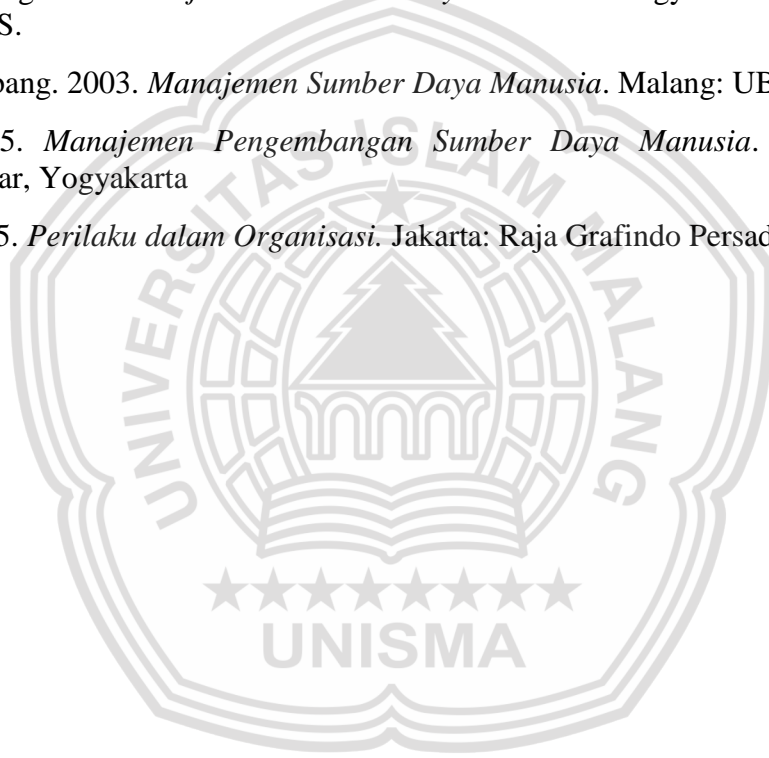 S.
bang. 2003. Manajemen Sumber Daya Manusia. Malang: UB
5. Manajemen Pengembangan Sumber Daya Manusia.
ar, Yogyakarta
5. Perilaku dalam Organisasi. Jakarta: Raja Grafindo Persad
UNIVERSITAS ISLAM MALANG
UNISMA